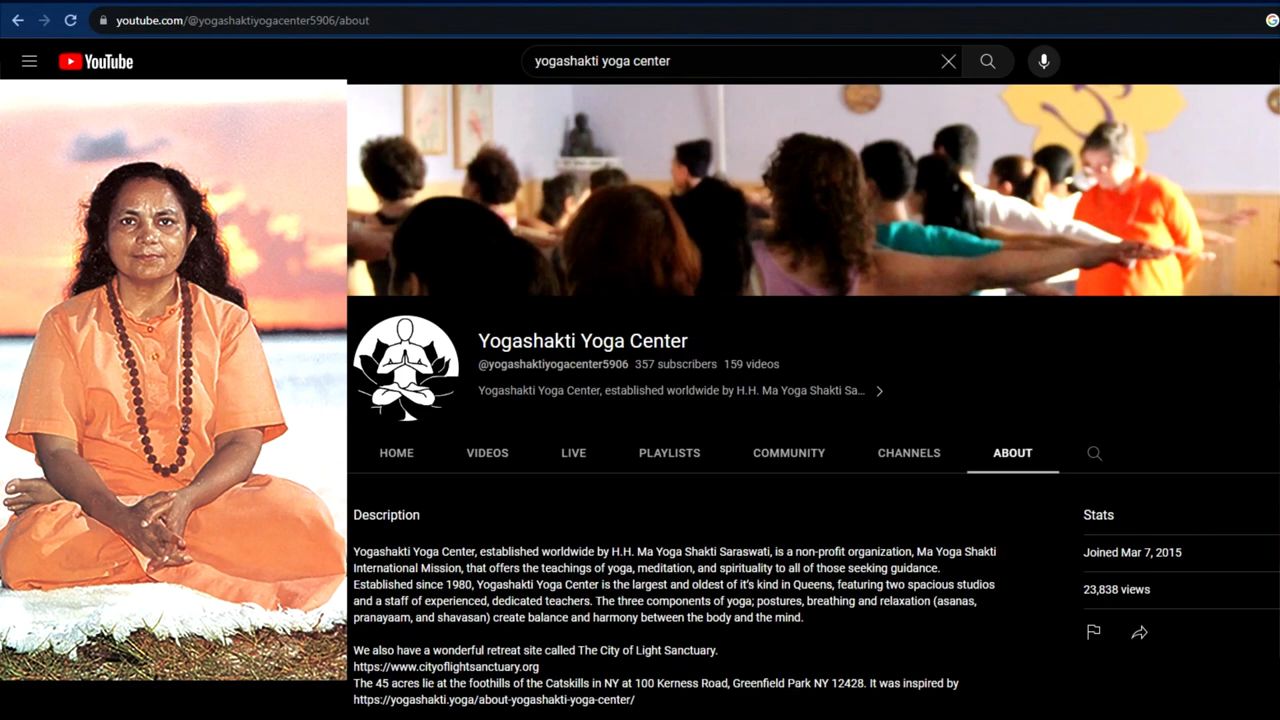 youtube.com/@yogashaktiyogacenter5906/about
YouTube
yogashakti yoga center
Yogashakti Yoga Center
@yogashaktiyogacenter5906 357 subscribers 159 videos
Yogashakti Yoga Center, established worldwide by H.H. Ma Yoga Shakti Sa...
HOME VIDEOS LIVE PLAYLISTS COMMUNITY CHANNELS ABOUT
Description
Yogashakti Yoga Center, established worldwide by H.H. Ma Yoga Shakti Saraswati, is a non-profit organization, Ma Yoga Shakti
International Mission, that offers the teachings of yoga, meditation, and spirituality to all of those seeking guidance.
Established since 1980, Yogashakti Yoga Center is the largest and oldest of it's kind in Queens, featuring two spacious studios
and a staff of experienced, dedicated teachers. The three components of yoga; postures, breathing and relaxation (asanas,
pranayaam, and shavasan) create balance and harmony between the body and the mind.
We also have a wonderful retreat site called The City of Light Sanctuary.
https://www.cityoflightsanctuary.org
The 45 acres lie at the foothills of the Catskills in NY at 100 Kerness Road, Greenfield Park NY 12428. It was inspired by
https://yogashakti.yoga/about-yogashakti-yoga-center/
Stats
Joined Mar 7, 2015
23,838 views